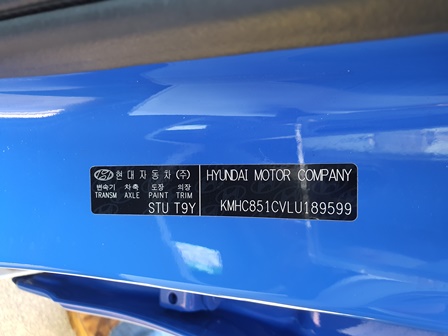 현대자동차(주)
변속기 차축 도장 의장
TRANSM AXLE PAINT TRIM
STU T9Y
HYUNDAI MOTOR COMPANY
KMHC851CVLU189599